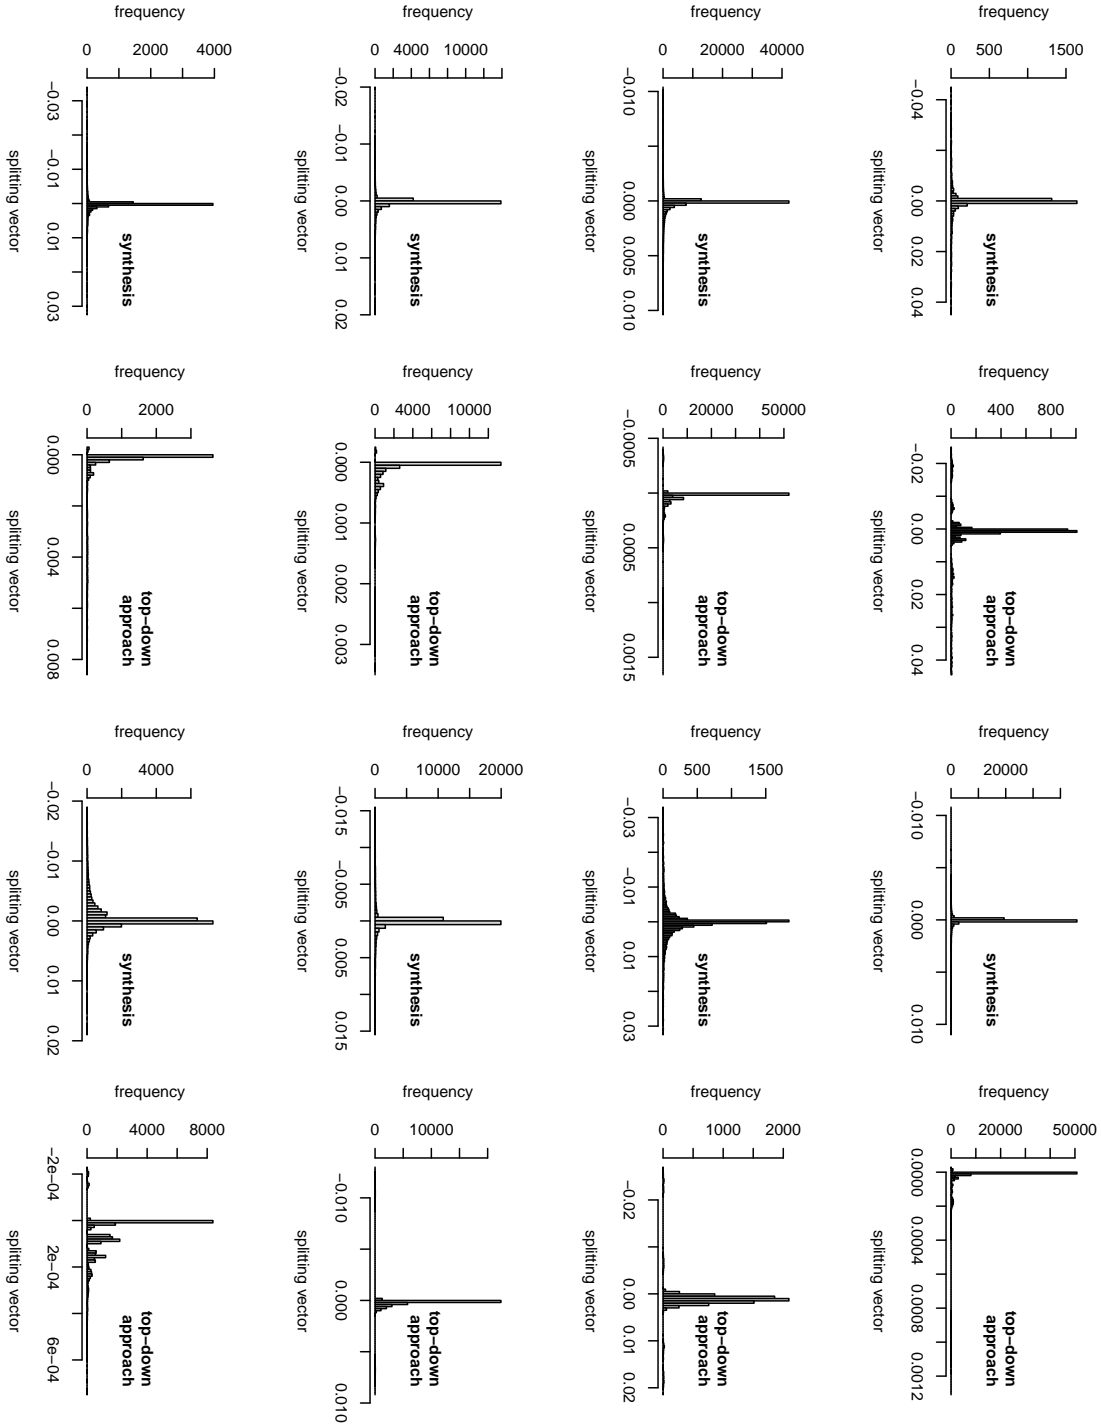 frequency
0 2000 4000
−0.03 −0.01 0.01 0.03
synthesis
splitting vector
frequency
0 4000 10000
−0.02 −0.01 0.00 0.01 0.02
synthesis
splitting vector
frequency
0 20000 40000
−0.010 0.000 0.005 0.010
synthesis
splitting vector
frequency
0 500 1500
−0.04 0.00 0.02 0.04
synthesis
splitting vector
frequency
0 2000
0.000 0.004 0.008
top−down
approach
splitting vector
frequency
0 4000 10000
0.000 0.001 0.002 0.003
top−down
approach
splitting vector
frequency
0 20000 50000
−0.0005 0.0005 0.0015
top−down
approach
splitting vector
frequency
0 400 800
−0.02 0.00 0.02 0.04
top−down
approach
splitting vector
frequency
0 4000
−0.02 −0.01 0.00 0.01 0.02
synthesis
splitting vector
frequency
0 10000 20000
−0.015 −0.005 0.005 0.015
synthesis
splitting vector
frequency
0 500 1500
−0.03 −0.01 0.01 0.03
synthesis
splitting vector
frequency
0 20000
−0.010 0.000 0.010
synthesis
splitting vector
frequency
0 4000 8000
−2e−04 2e−04 6e−04
top−down
approach
splitting vector
frequency
0 10000
−0.010 0.000 0.010
top−down
approach
splitting vector
frequency
0 1000 2000
−0.02 0.00 0.01 0.02
top−down
approach
splitting vector
frequency
0 20000 50000
0.0000 0.0004 0.0008 0.0012
top−down
approach
splitting vector